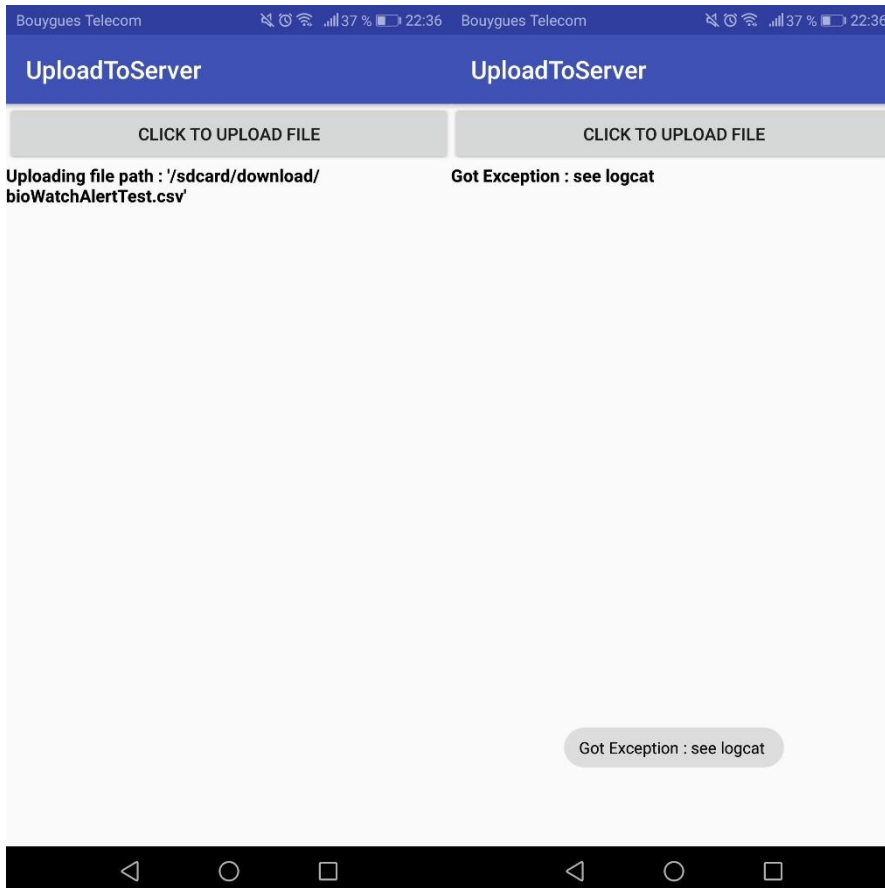 Bouygues Telecom 37 % 22:36
UploadToServer
CLICK TO UPLOAD FILE
Uploading file path : '/sdcard/download/
bioWatchAlertTest.csv'
Bouygues Telecom 37 % 22:36
UploadToServer
CLICK TO UPLOAD FILE
Got Exception : see logcat
Got Exception : see logcat